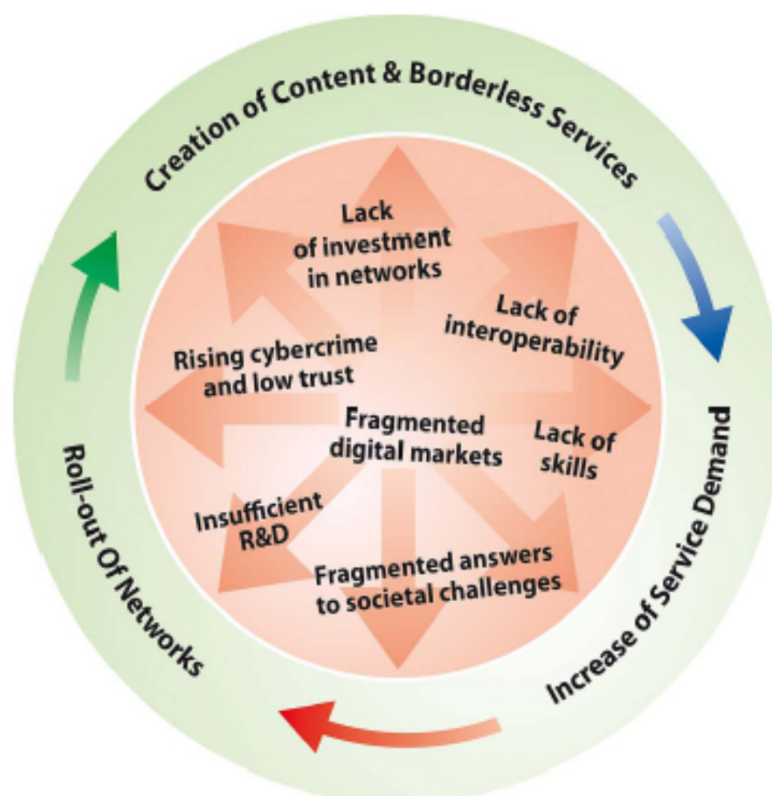 Creation of Content & Borderless Services
Lack
of investment
in networks
Lack of
interoperability
Rising cybercrime
and low trust
Fragmented
digital markets
Lack of
skills
Insufficient
R&D
Fragmented answers
to societal challenges
Roll-out Of Networks
Increase of Service Demand